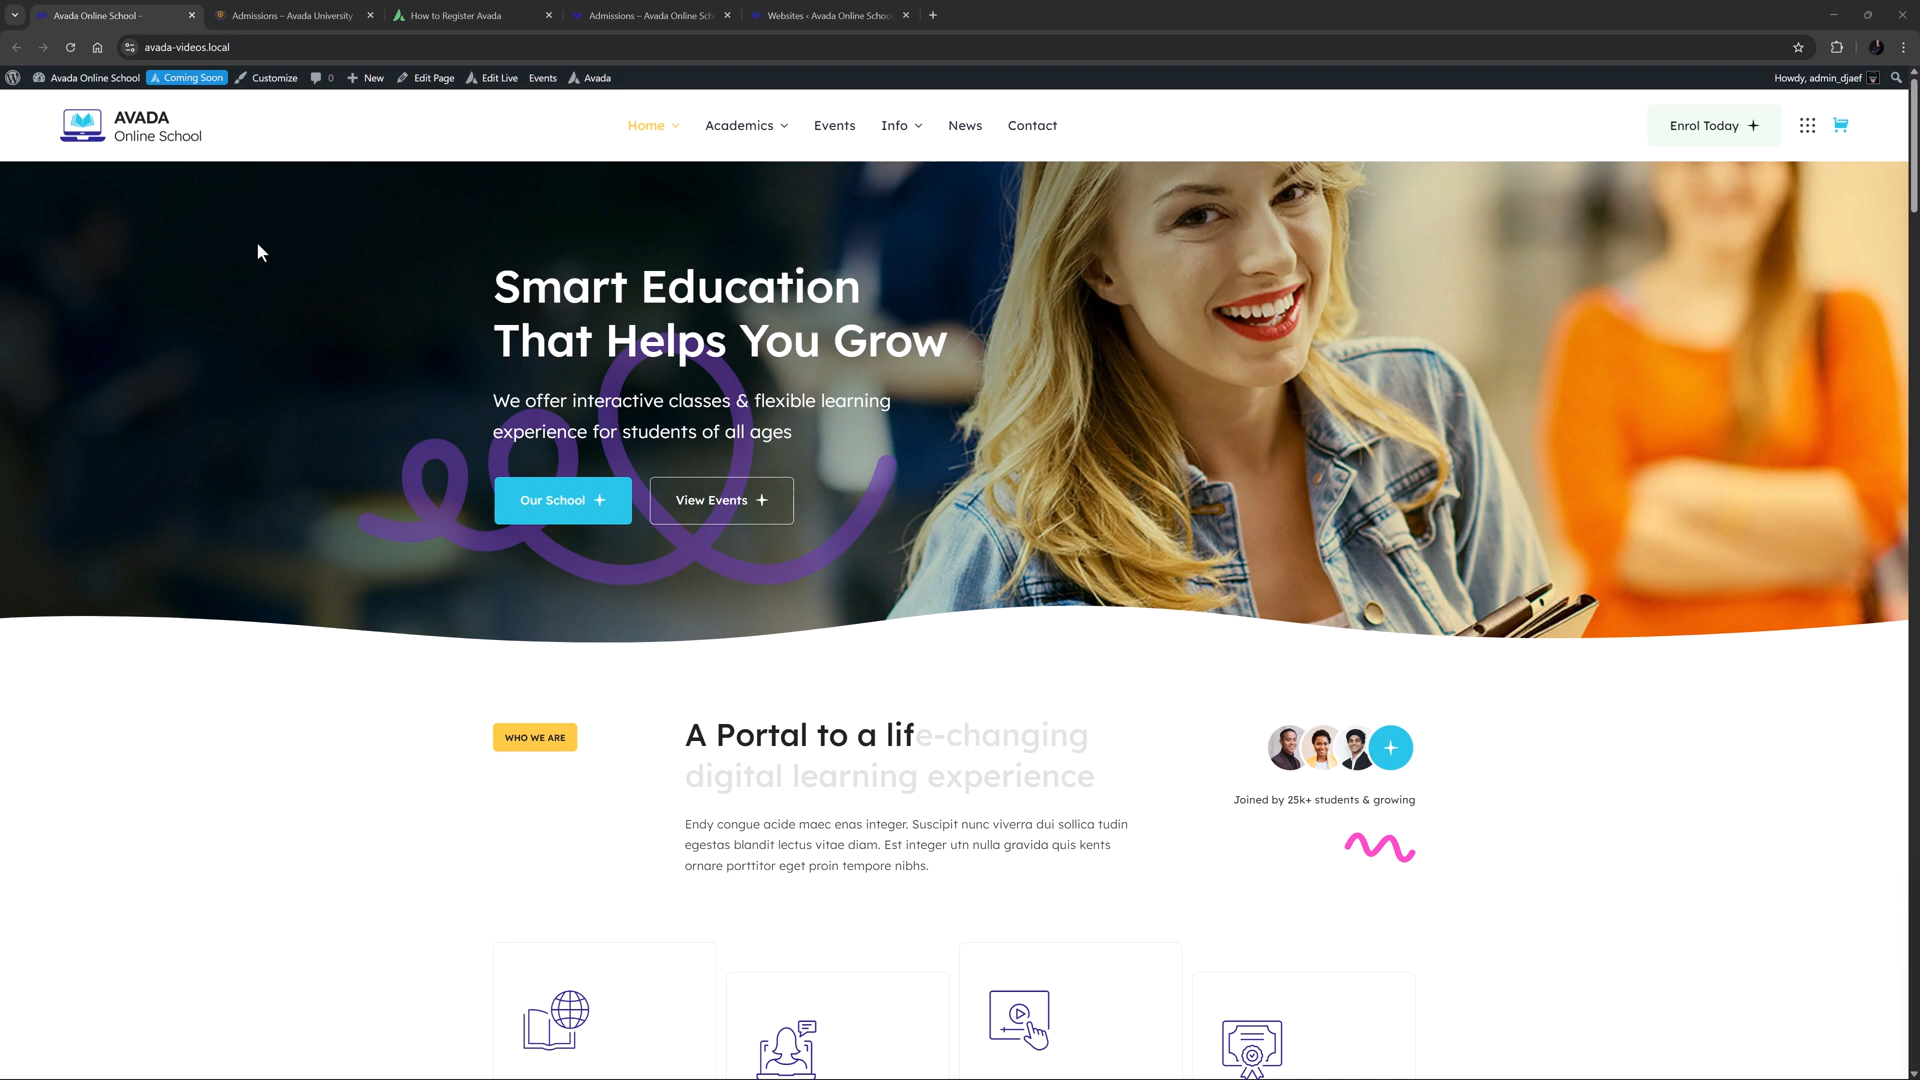 Avada Online School -
Admissions – Avada University
How to Register Avada
Admissions – Avada Online Sch
Websites ‹ Avada Online School
avada-videos.local
Avada Online School
Coming Soon
Customize
0
New
Edit Page
Edit Live
Events
Avada
Howdy, admin_djaef
AVADA
Online School
Home
Academics
Events
Info
News
Contact
Enrol Today
Smart Education
That Helps You Grow
We offer interactive classes & flexible learning
experience for students of all ages
Our School
View Events
WHO WE ARE
A Portal to a life-changing
digital learning experience
Joined by 25k+ students & growing
Endy congue acide maec enas integer. Suscipit nunc viverra dui sollica tudin
egestas blandit lectus vitae diam. Est integer utn nulla gravida quis kents
ornare porttitor eget proin tempore nibhs.